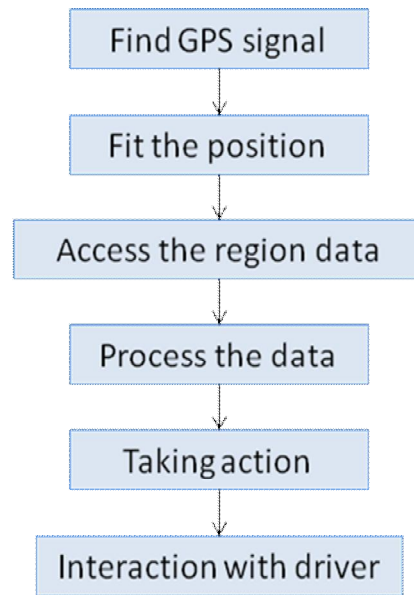 Find GPS signal
Fit the position
Access the region data
Process the data
Taking action
Interaction with driver